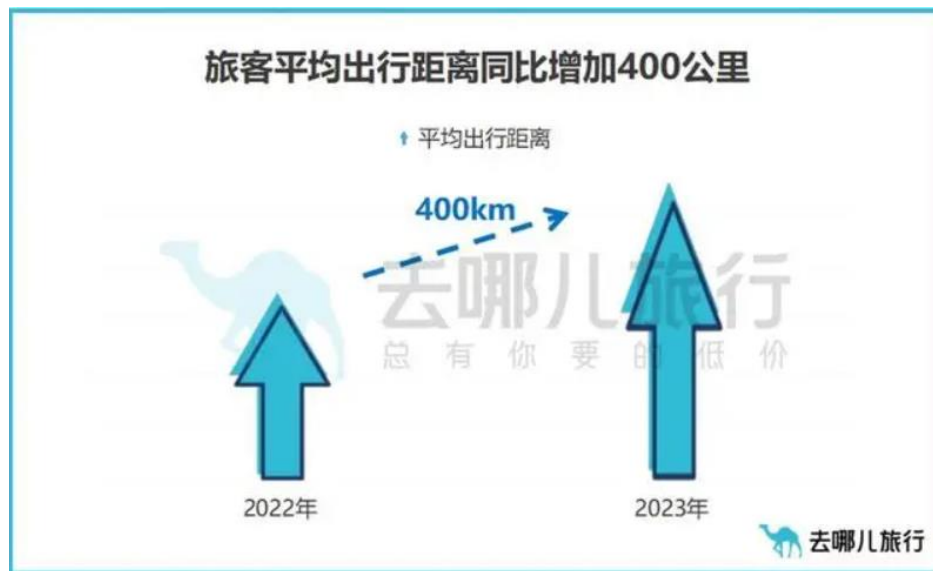 旅客平均出行距离同比增加400公里
平均出行距离
400km
去哪儿旅行
总有你要的低价
2022年
2023年
去哪儿旅行